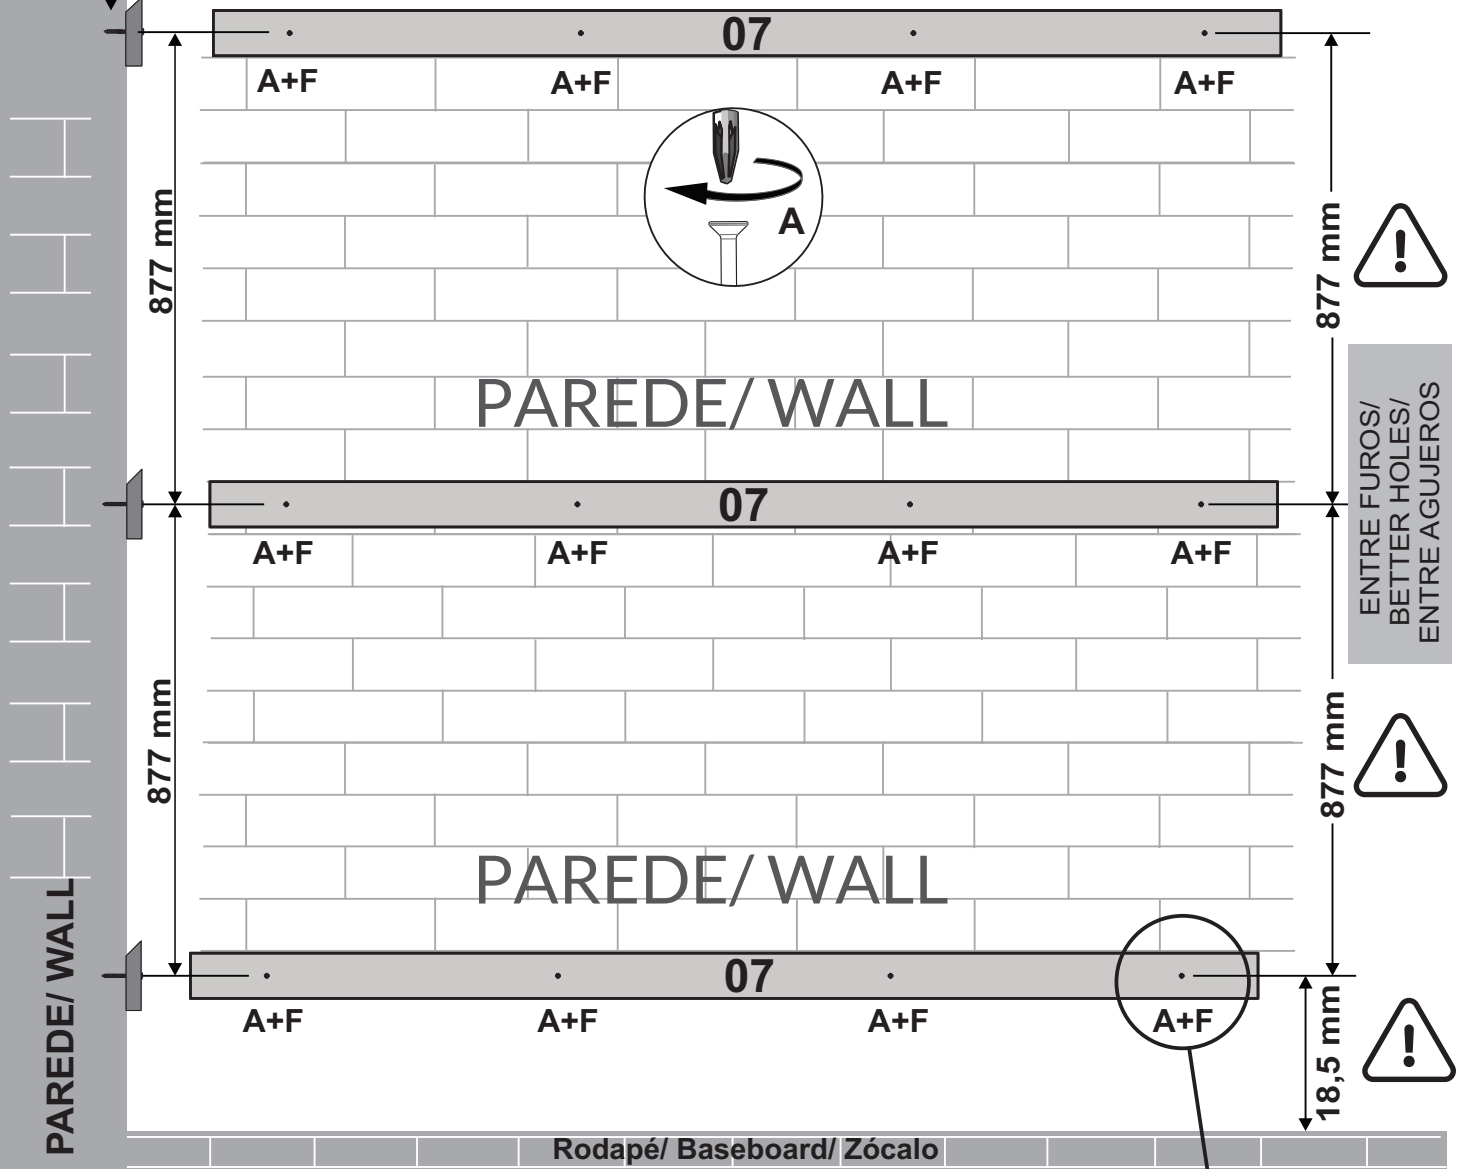 07
A+F A+F A+F A+F
A
877 mm
877 mm
PAREDE/ WALL
ENTRE FUROS/
BETTER HOLES/
ENTRE AGUJEROS
07
A+F A+F A+F A+F
877 mm
877 mm
PAREDE/ WALL
07
A+F A+F A+F A+F
18,5 mm
PAREDE/ WALL
Rodapé/ Baseboard/ Zócalo